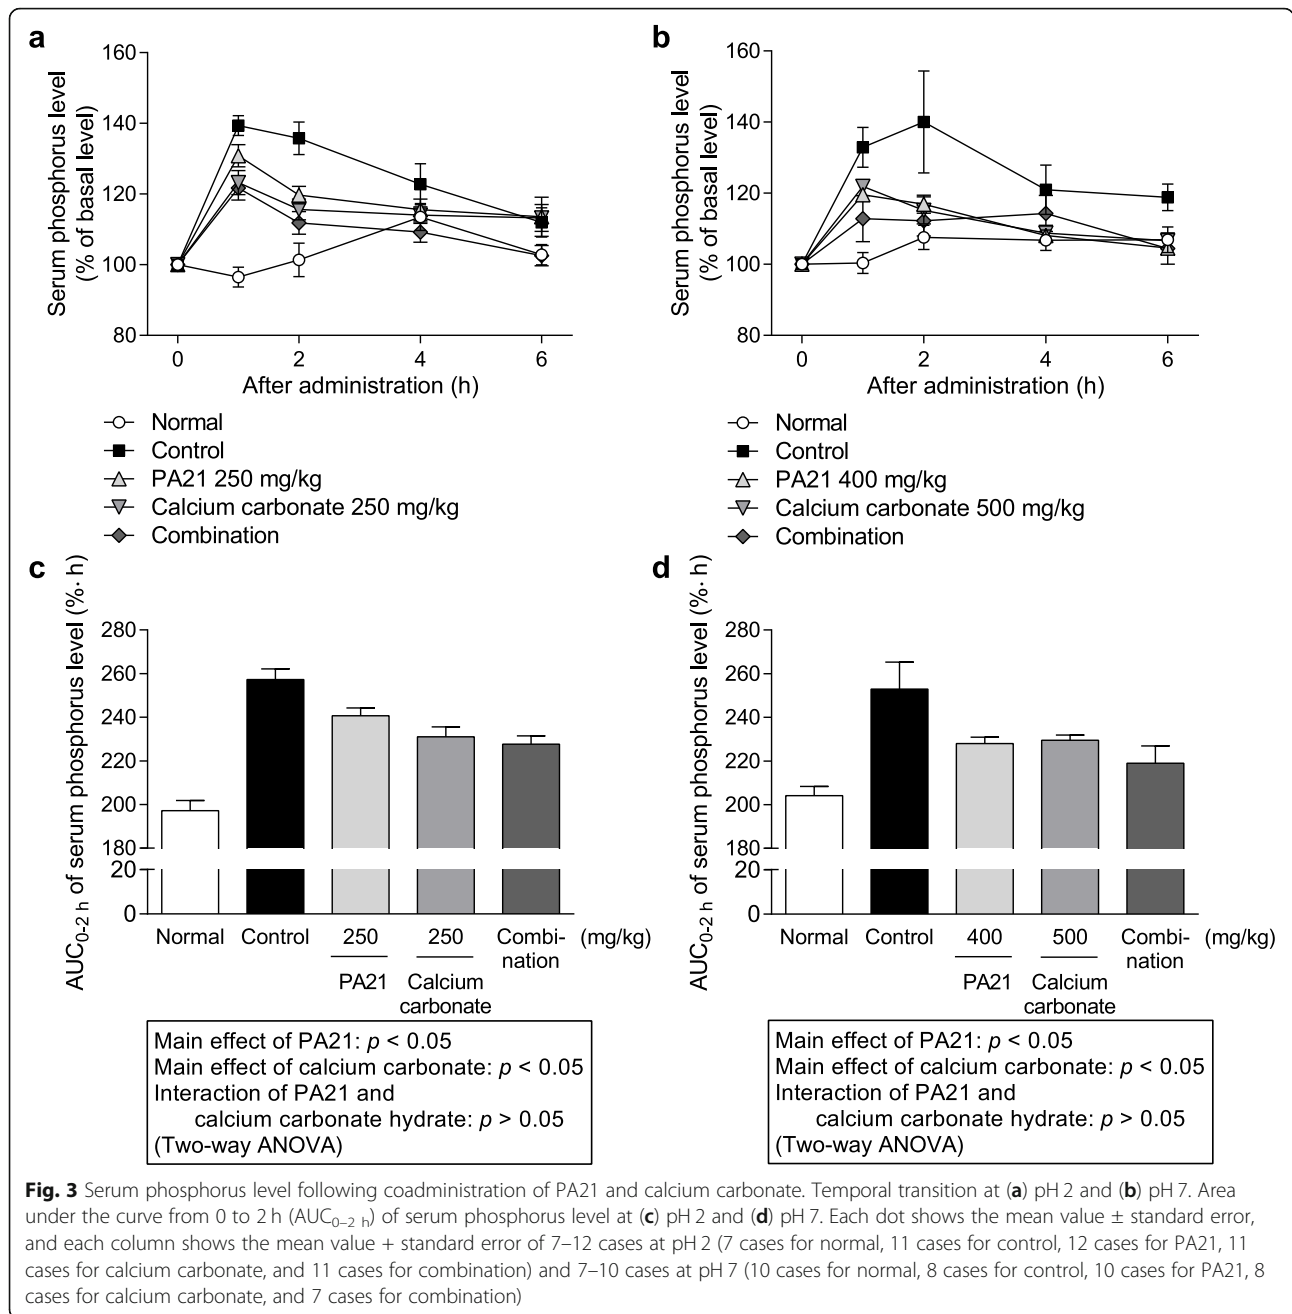 a
160
140
120
100
80
Serum phosphorus level
(% of basal level)
0
2
4
6
After administration (h)
Normal
Control
PA21 250 mg/kg
Calcium carbonate 250 mg/kg
Combination
b
160
140
120
100
80
Serum phosphorus level
(% of basal level)
0
2
4
6
After administration (h)
Normal
Control
PA21 400 mg/kg
Calcium carbonate 500 mg/kg
Combination
c
AUC0-2 h of serum phosphorus level (%· h)
280
260
240
220
200
180
20
0
Normal
Control
250
250
Combi-
nation
(mg/kg)
PA21
Calcium
carbonate
Main effect of PA21: p < 0.05
Main effect of calcium carbonate: p < 0.05
Interaction of PA21 and
calcium carbonate hydrate: p > 0.05
(Two-way ANOVA)
d
AUC0-2 h of serum phosphorus level (%· h)
280
260
240
220
200
180
20
0
Normal
Control
400
500
Combi-
nation
(mg/kg)
PA21
Calcium
carbonate
Main effect of PA21: p < 0.05
Main effect of calcium carbonate: p < 0.05
Interaction of PA21 and
calcium carbonate hydrate: p > 0.05
(Two-way ANOVA)
Fig. 3 Serum phosphorus level following coadministration of PA21 and calcium carbonate. Temporal transition at (a) pH 2 and (b) pH 7. Area
under the curve from 0 to 2 h (AUC0–2 h) of serum phosphorus level at (c) pH 2 and (d) pH 7. Each dot shows the mean value ± standard error,
and each column shows the mean value + standard error of 7–12 cases at pH 2 (7 cases for normal, 11 cases for control, 12 cases for PA21, 11
cases for calcium carbonate, and 11 cases for combination) and 7–10 cases at pH 7 (10 cases for normal, 8 cases for control, 10 cases for PA21, 8
cases for calcium carbonate, and 7 cases for combination)